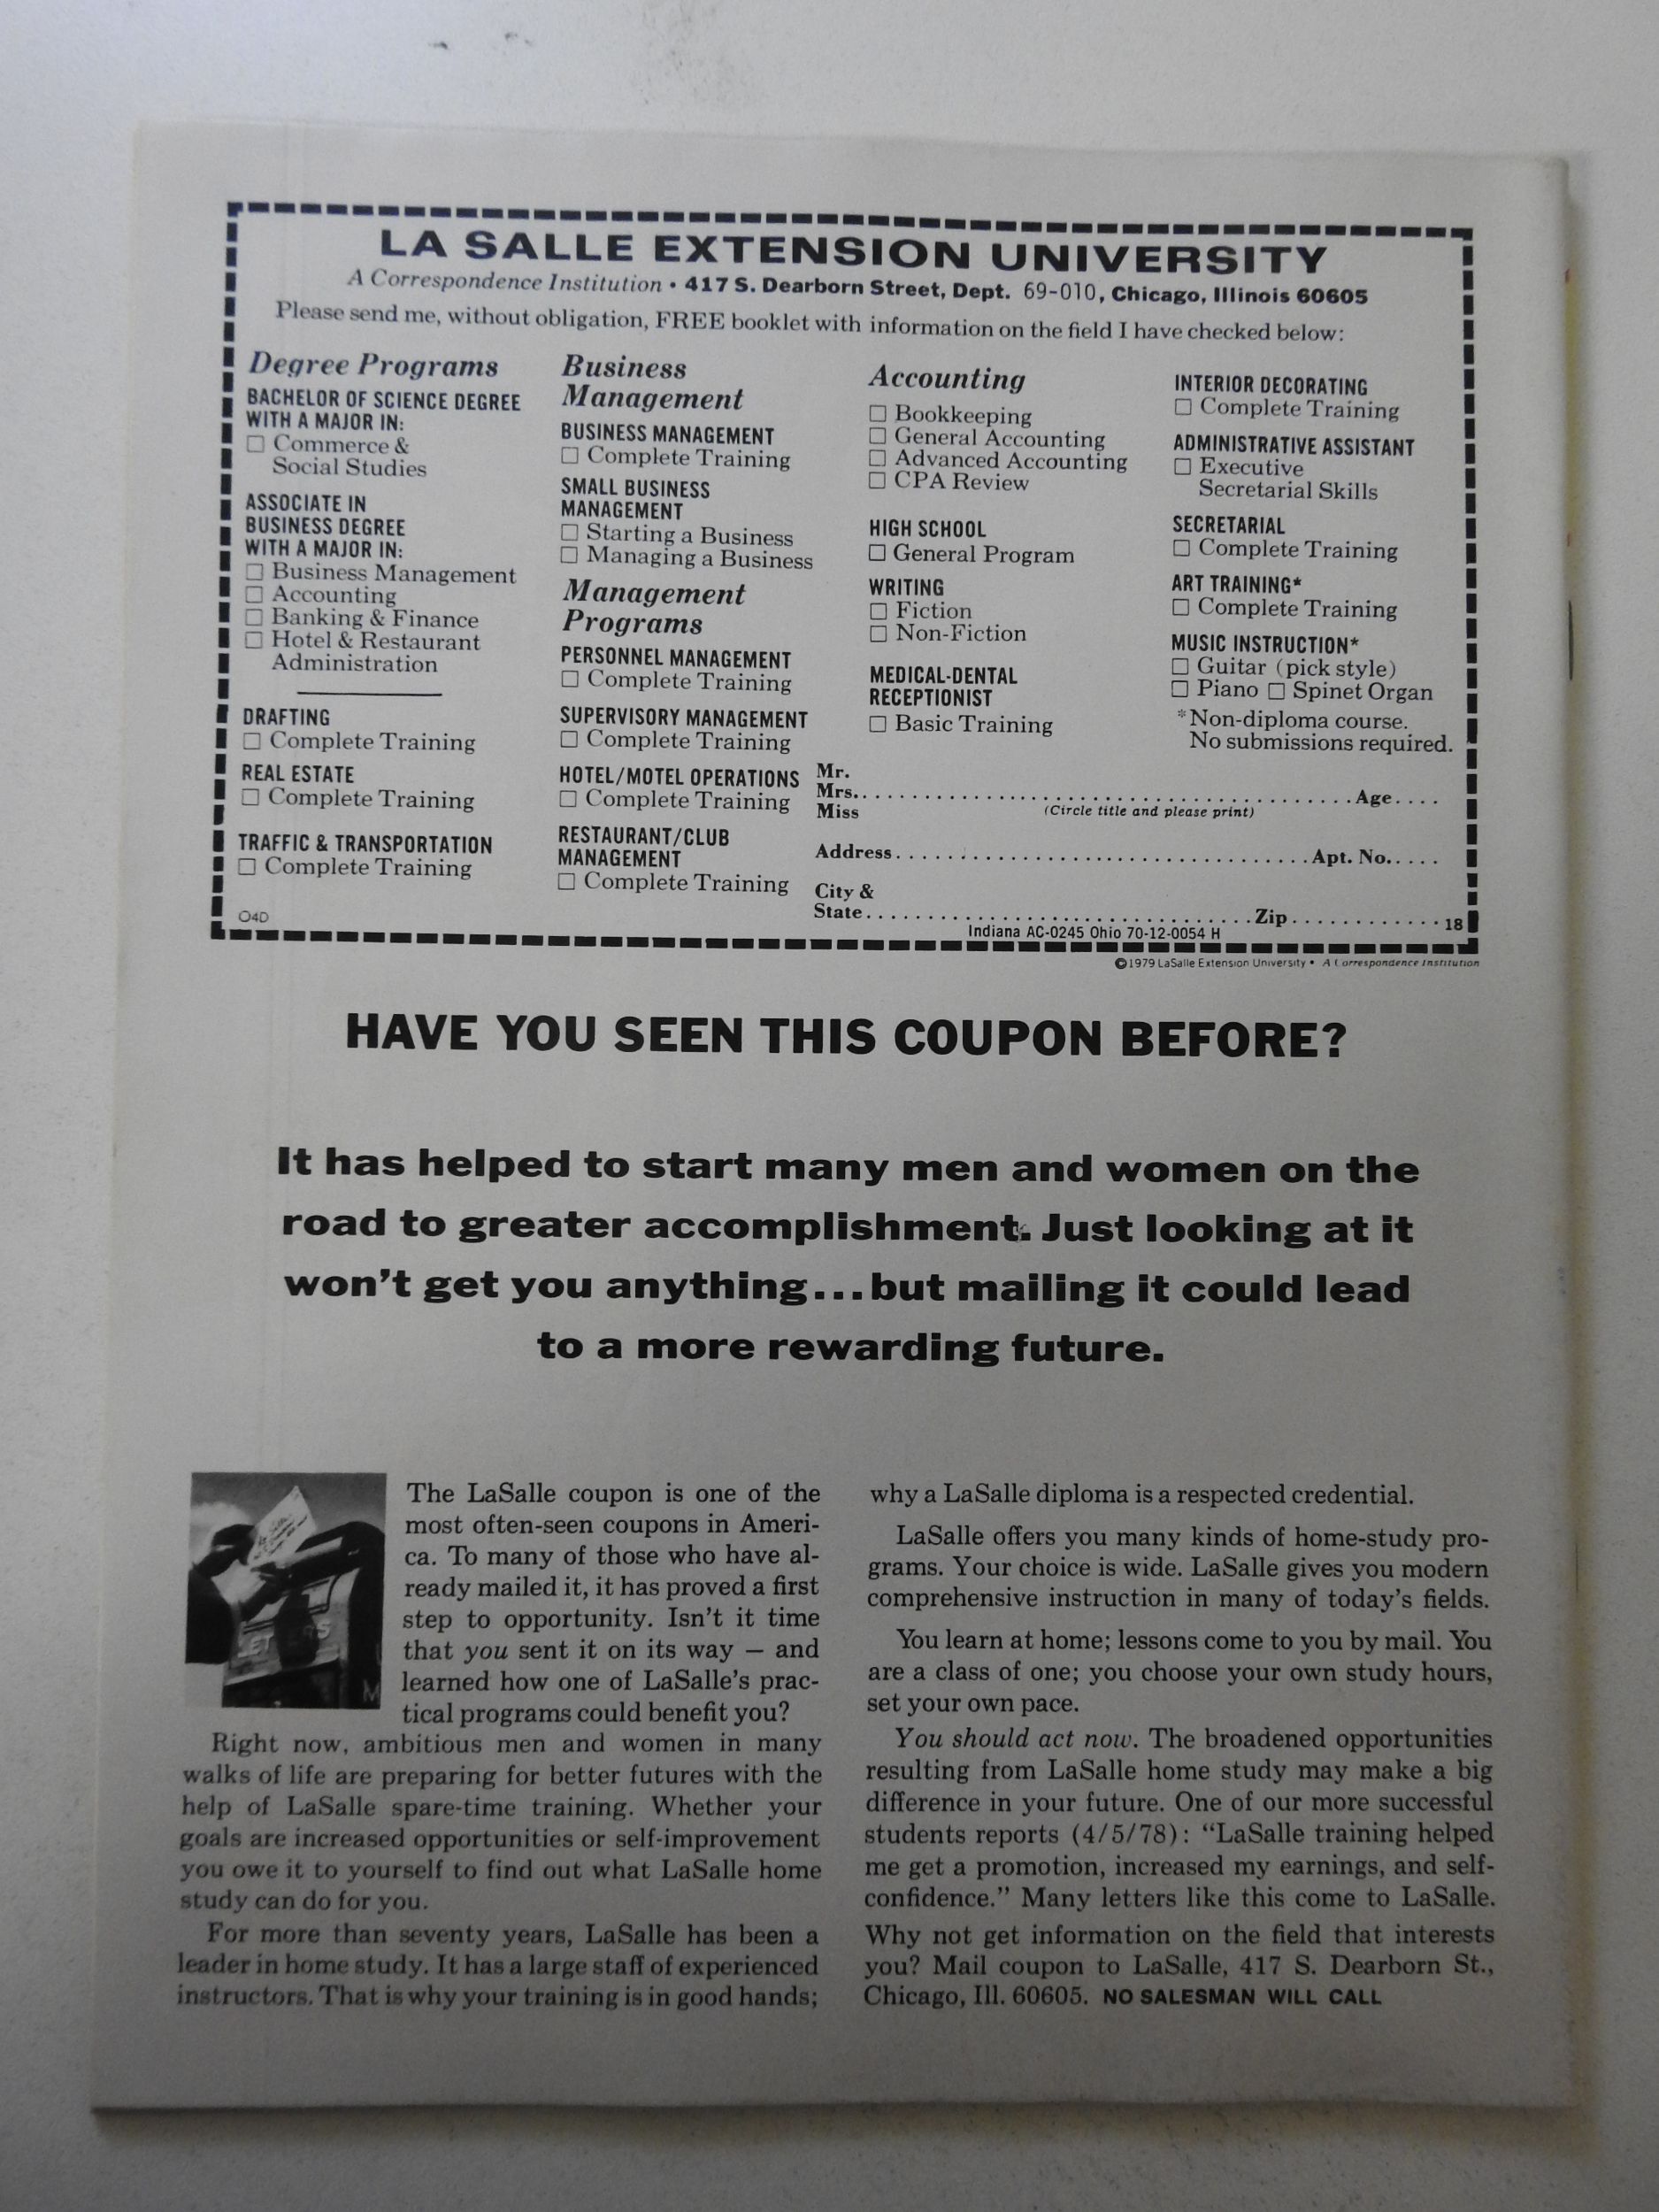 LA SALLE EXTENSION UNIVERSITY
A Correspondence Institution • 417 S. Dearborn Street, Dept. 69-010, Chicago, Illinois 60605
Please send me, without obligation, FREE booklet with information on the field I have checked below:
Degree Programs
BACHELOR OF SCIENCE DEGREE
WITH A MAJOR IN:
☐ Commerce &
Social Studies
ASSOCIATE IN
BUSINESS DEGREE
WITH A MAJOR IN:
☐ Business Management
☐ Accounting
☐ Banking & Finance
☐ Hotel & Restaurant
Administration
DRAFTING
☐ Complete Training
REAL ESTATE
☐ Complete Training
TRAFFIC & TRANSPORTATION
☐ Complete Training
O4D
Business
Management
BUSINESS MANAGEMENT
☐ Complete Training
SMALL BUSINESS
MANAGEMENT
☐ Starting a Business
☐ Managing a Business
Management
Programs
PERSONNEL MANAGEMENT
☐ Complete Training
SUPERVISORY MANAGEMENT
☐ Complete Training
HOTEL/MOTEL OPERATIONS
☐ Complete Training
RESTAURANT/CLUB
MANAGEMENT
☐ Complete Training
Accounting
☐ Bookkeeping
☐ General Accounting
☐ Advanced Accounting
☐ CPA Review
HIGH SCHOOL
☐ General Program
WRITING
☐ Fiction
☐ Non-Fiction
MEDICAL-DENTAL
RECEPTIONIST
☐ Basic Training
INTERIOR DECORATING
☐ Complete Training
ADMINISTRATIVE ASSISTANT
☐ Executive
Secretarial Skills
SECRETARIAL
☐ Complete Training
ART TRAINING*
☐ Complete Training
MUSIC INSTRUCTION*
☐ Guitar (pick style)
☐ Piano ☐ Spinet Organ
*Non-diploma course.
No submissions required.
Mr.
Mrs. Age
Miss (Circle title and please print)
Address Apt. No.
City &
State Zip 18
Indiana AC-0245 Ohio 70-12-0054 H
©1979 LaSalle Extension University • A Correspondence Institution
HAVE YOU SEEN THIS COUPON BEFORE?
It has helped to start many men and women on the
road to greater accomplishment. Just looking at it
won't get you anything...but mailing it could lead
to a more rewarding future.
The LaSalle coupon is one of the
most often-seen coupons in Ameri-
ca. To many of those who have al-
ready mailed it, it has proved a first
step to opportunity. Isn't it time
that you sent it on its way — and
learned how one of LaSalle's prac-
tical programs could benefit you?
Right now, ambitious men and women in many
walks of life are preparing for better futures with the
help of LaSalle spare-time training. Whether your
goals are increased opportunities or self-improvement
you owe it to yourself to find out what LaSalle home
study can do for you.
For more than seventy years, LaSalle has been a
leader in home study. It has a large staff of experienced
instructors. That is why your training is in good hands;
why a LaSalle diploma is a respected credential.
LaSalle offers you many kinds of home-study pro-
grams. Your choice is wide. LaSalle gives you modern
comprehensive instruction in many of today's fields.
You learn at home; lessons come to you by mail. You
are a class of one; you choose your own study hours,
set your own pace.
You should act now. The broadened opportunities
resulting from LaSalle home study may make a big
difference in your future. One of our more successful
students reports (4/5/78): "LaSalle training helped
me get a promotion, increased my earnings, and self-
confidence." Many letters like this come to LaSalle.
Why not get information on the field that interests
you? Mail coupon to LaSalle, 417 S. Dearborn St.,
Chicago, Ill. 60605. NO SALESMAN WILL CALL